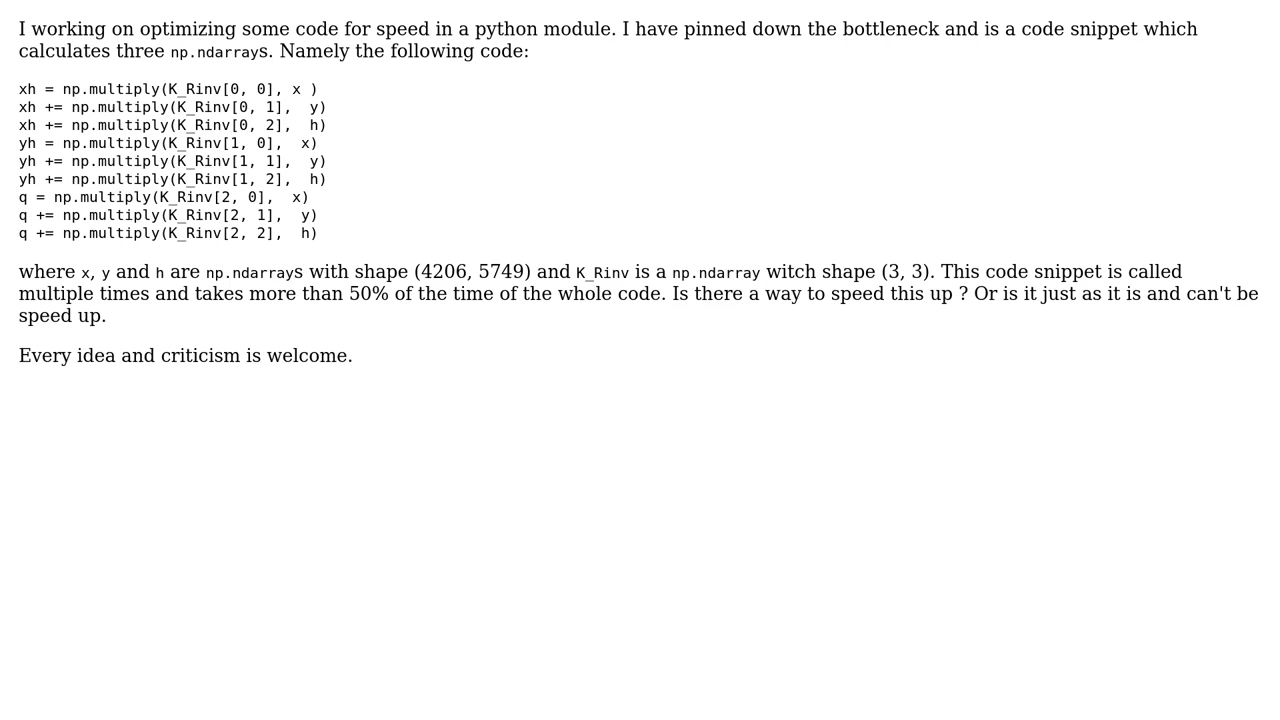 I working on optimizing some code for speed in a python module. I have pinned down the bottleneck and is a code snippet which
calculates three np.ndarrays. Namely the following code:
xh = np.multiply(K_Rinv[0, 0], x )
xh += np.multiply(K_Rinv[0, 1],  y)
xh += np.multiply(K_Rinv[0, 2],  h)
yh = np.multiply(K_Rinv[1, 0],  x)
yh += np.multiply(K_Rinv[1, 1],  y)
yh += np.multiply(K_Rinv[1, 2],  h)
q = np.multiply(K_Rinv[2, 0],  x)
q += np.multiply(K_Rinv[2, 1],  y)
q += np.multiply(K_Rinv[2, 2],  h)
where x, y and h are np.ndarrays with shape (4206, 5749) and K_Rinv is a np.ndarray witch shape (3, 3). This code snippet is called
multiple times and takes more than 50% of the time of the whole code. Is there a way to speed this up ? Or is it just as it is and can't be
speed up.
Every idea and criticism is welcome.